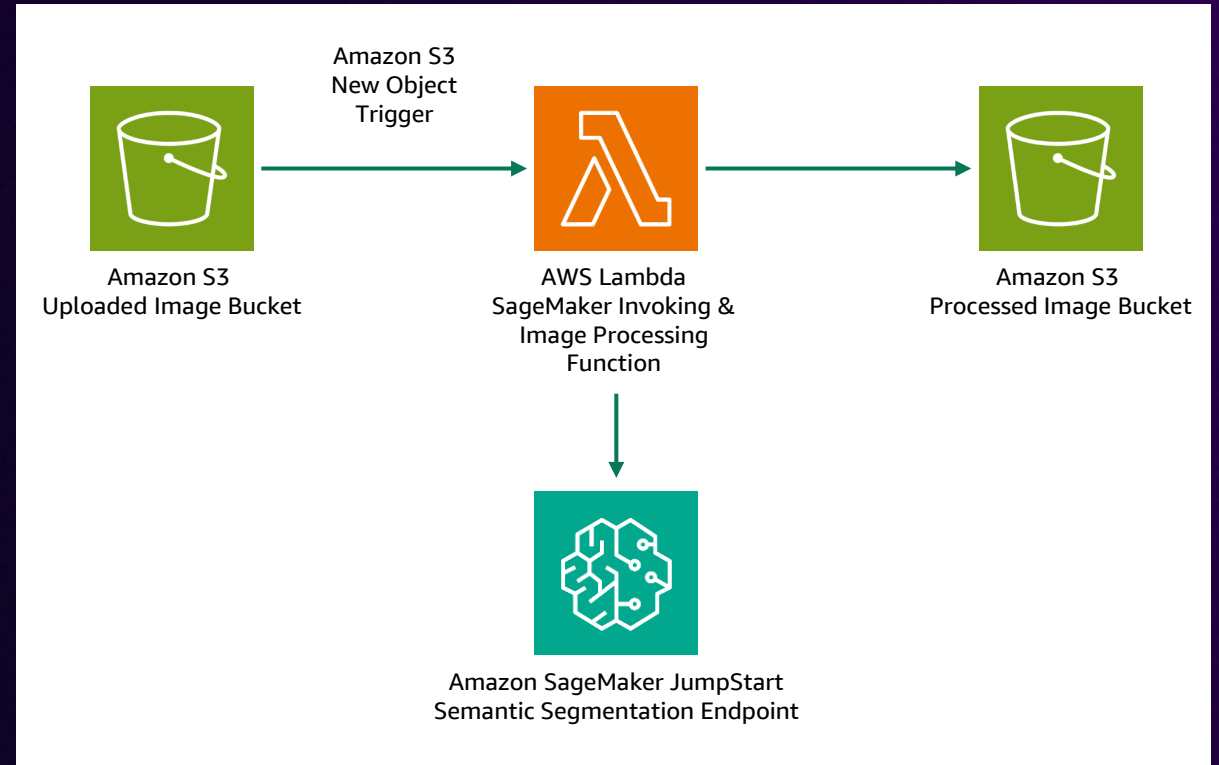 Amazon S3
New Object
Trigger
Amazon S3
Uploaded Image Bucket
AWS Lambda
SageMaker Invoking &
Image Processing
Function
Amazon S3
Processed Image Bucket
Amazon SageMaker JumpStart
Semantic Segmentation Endpoint